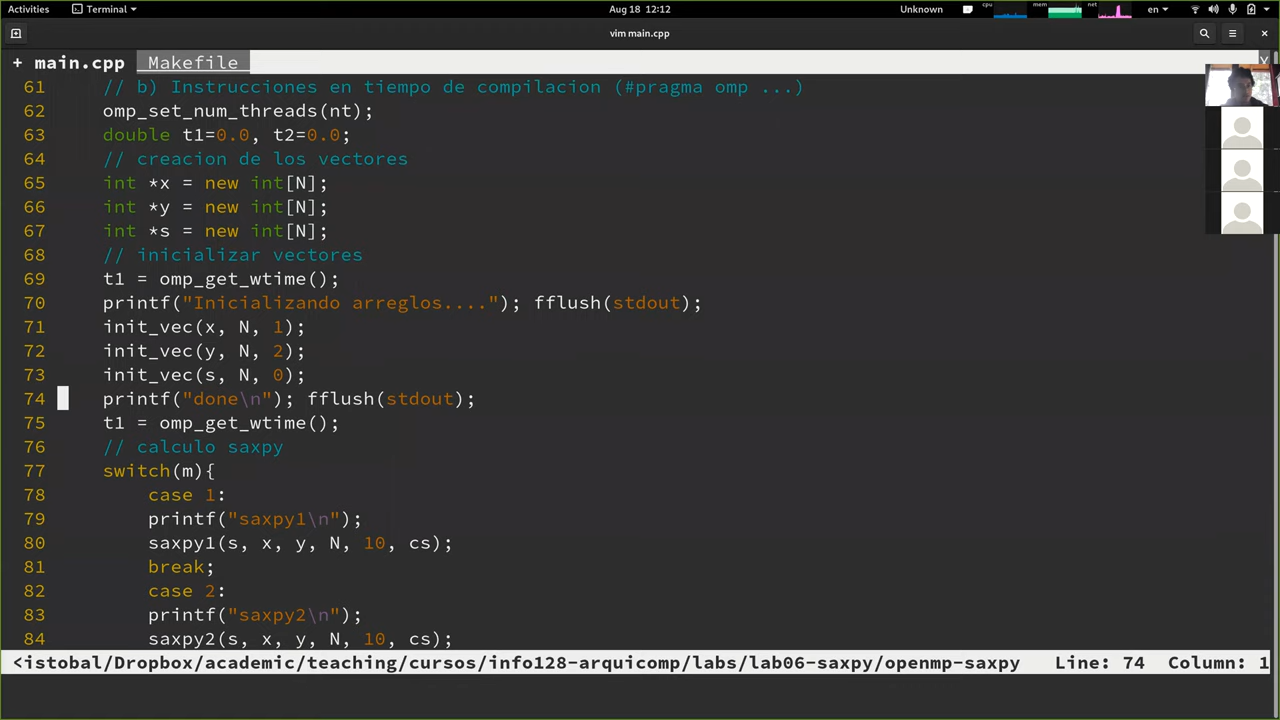 Activities Terminal Aug 18 12:12 Unknown cpu mem net en
vim main.cpp
+ main.cpp Makefile
61 // b) Instrucciones en tiempo de compilacion (#pragma omp ...)
62 omp_set_num_threads(nt);
63 double t1=0.0, t2=0.0;
64 // creacion de los vectores
65 int *x = new int[N];
66 int *y = new int[N];
67 int *s = new int[N];
68 // inicializar vectores
69 t1 = omp_get_wtime();
70 printf("Inicializando arreglos...."); fflush(stdout);
71 init_vec(x, N, 1);
72 init_vec(y, N, 2);
73 init_vec(s, N, 0);
74 printf("done\n"); fflush(stdout);
75 t1 = omp_get_wtime();
76 // calculo saxpy
77 switch(m){
78 case 1:
79 printf("saxpy1\n");
80 saxpy1(s, x, y, N, 10, cs);
81 break;
82 case 2:
83 printf("saxpy2\n");
84 saxpy2(s, x, y, N, 10, cs);
<istobal/Dropbox/academic/teaching/cursos/info128-arquicomp/labs/lab06-saxpy/openmp-saxpy Line: 74 Column: 1